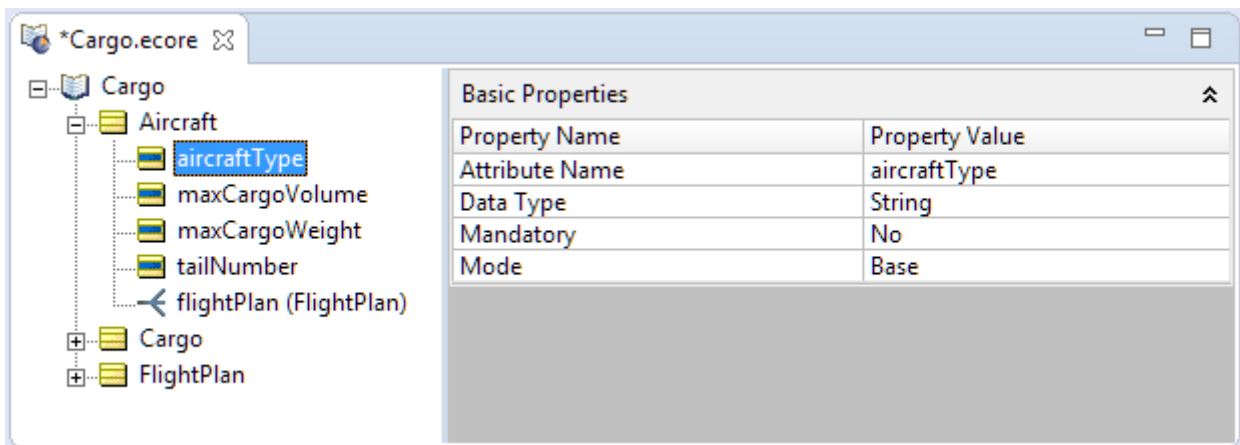 *Cargo.ecore
Cargo
Aircraft
aircraftType
maxCargoVolume
maxCargoWeight
tailNumber
flightPlan (FlightPlan)
Cargo
FlightPlan
Basic Properties
Property Name Property Value
Attribute Name aircraftType
Data Type String
Mandatory No
Mode Base